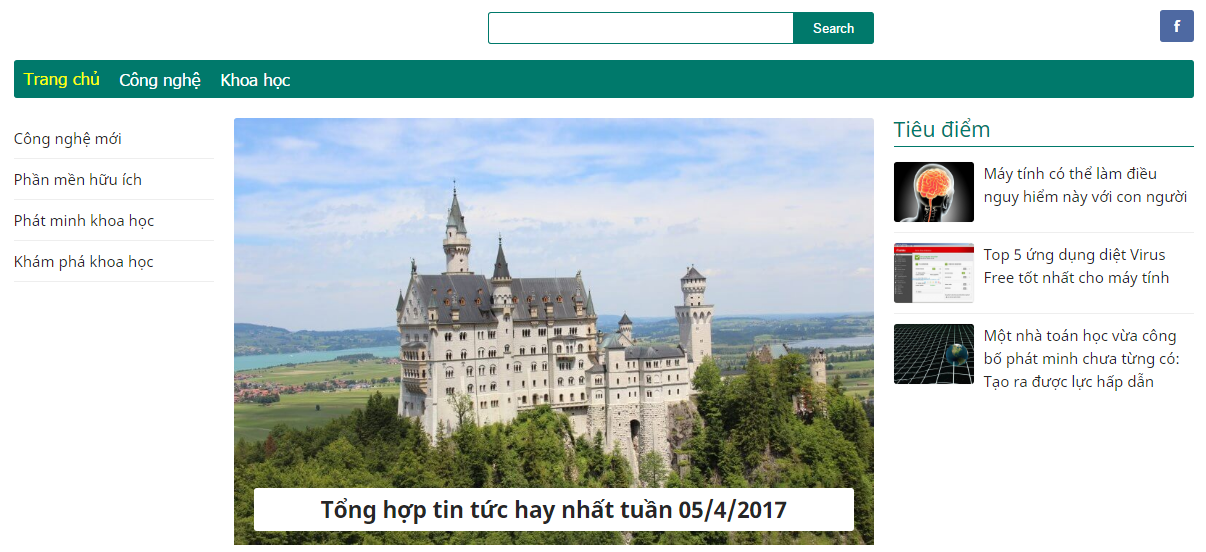 Search
f
Trang chủ Công nghệ Khoa học
Công nghệ mới
Phần mền hữu ích
Phát minh khoa học
Khám phá khoa học
Tổng hợp tin tức hay nhất tuần 05/4/2017
Tiêu điểm
Máy tính có thể làm điều
nguy hiểm này với con người
Top 5 ứng dụng diệt Virus
Free tốt nhất cho máy tính
Một nhà toán học vừa công
bố phát minh chưa từng có:
Tạo ra được lực hấp dẫn